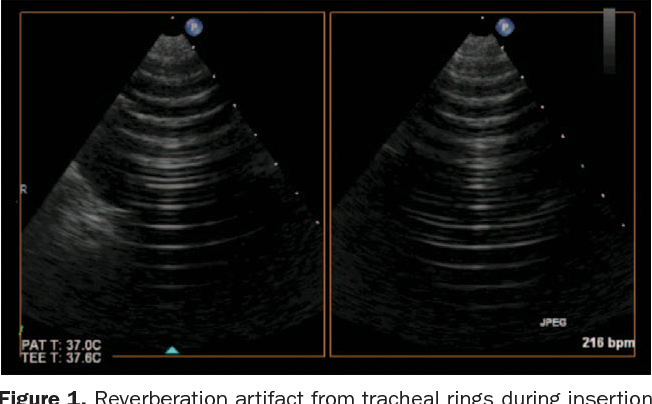 P
P
R
JPEG
216 bpm
PAT T: 37.0C
TEE T: 37.6C
Figure 1. Reverberation artifact from tracheal rings during insertion